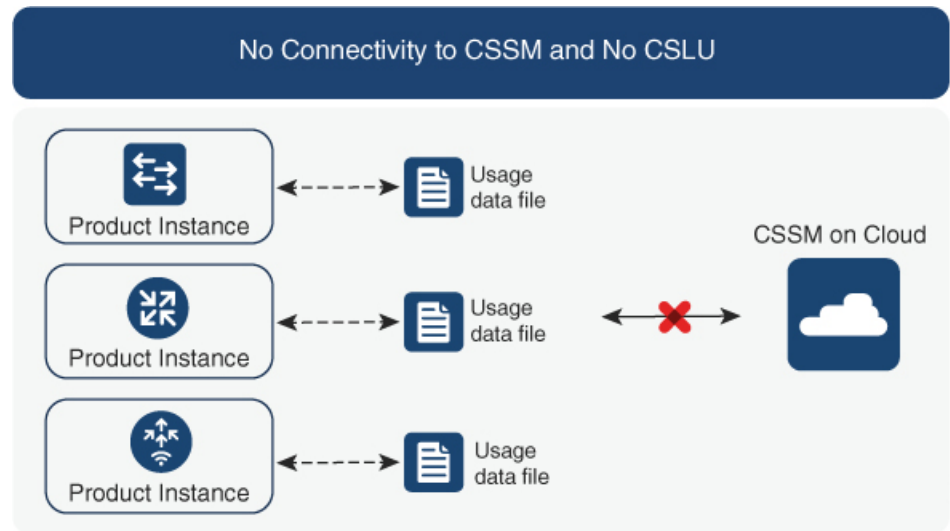 No Connectivity to CSSM and No CSLU
Product Instance
Usage
data file
Product Instance
Usage
data file
CSSM on Cloud
Product Instance
Usage
data file